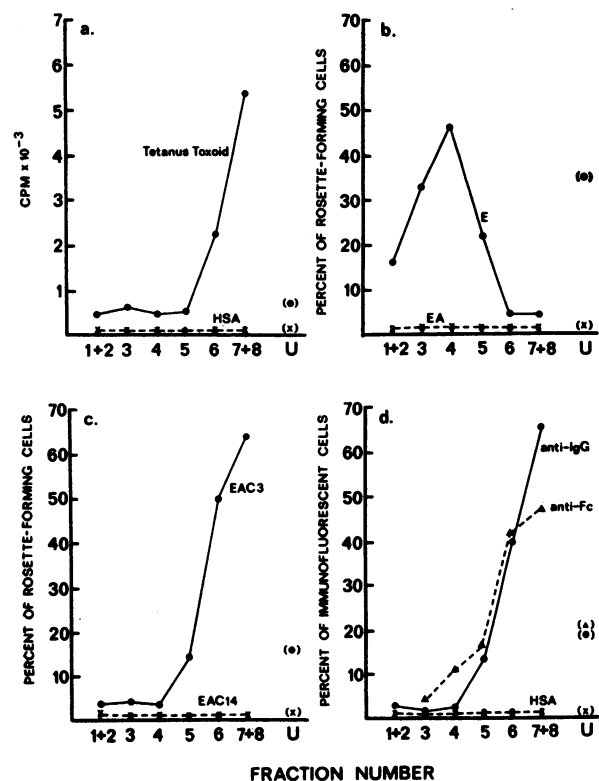 a.
7
6
5
4
3
2
1
CPM x 10⁻³
Tetanus Toxoid
HSA
(●)
(x)
1+2 3 4 5 6 7+8 U
b.
70
60
50
40
30
20
10
PERCENT OF ROSETTE-FORMING CELLS
E
EA
(●)
(x)
1+2 3 4 5 6 7+8 U
c.
70
60
50
40
30
20
10
PERCENT OF ROSETTE-FORMING CELLS
EAC3
EAC14
(●)
(x)
1+2 3 4 5 6 7+8 U
d.
70
60
50
40
30
20
10
PERCENT OF IMMUNOFLUORESCENT CELLS
anti-IgG
anti-Fc
HSA
(▲)
(●)
(x)
1+2 3 4 5 6 7+8 U
FRACTION NUMBER